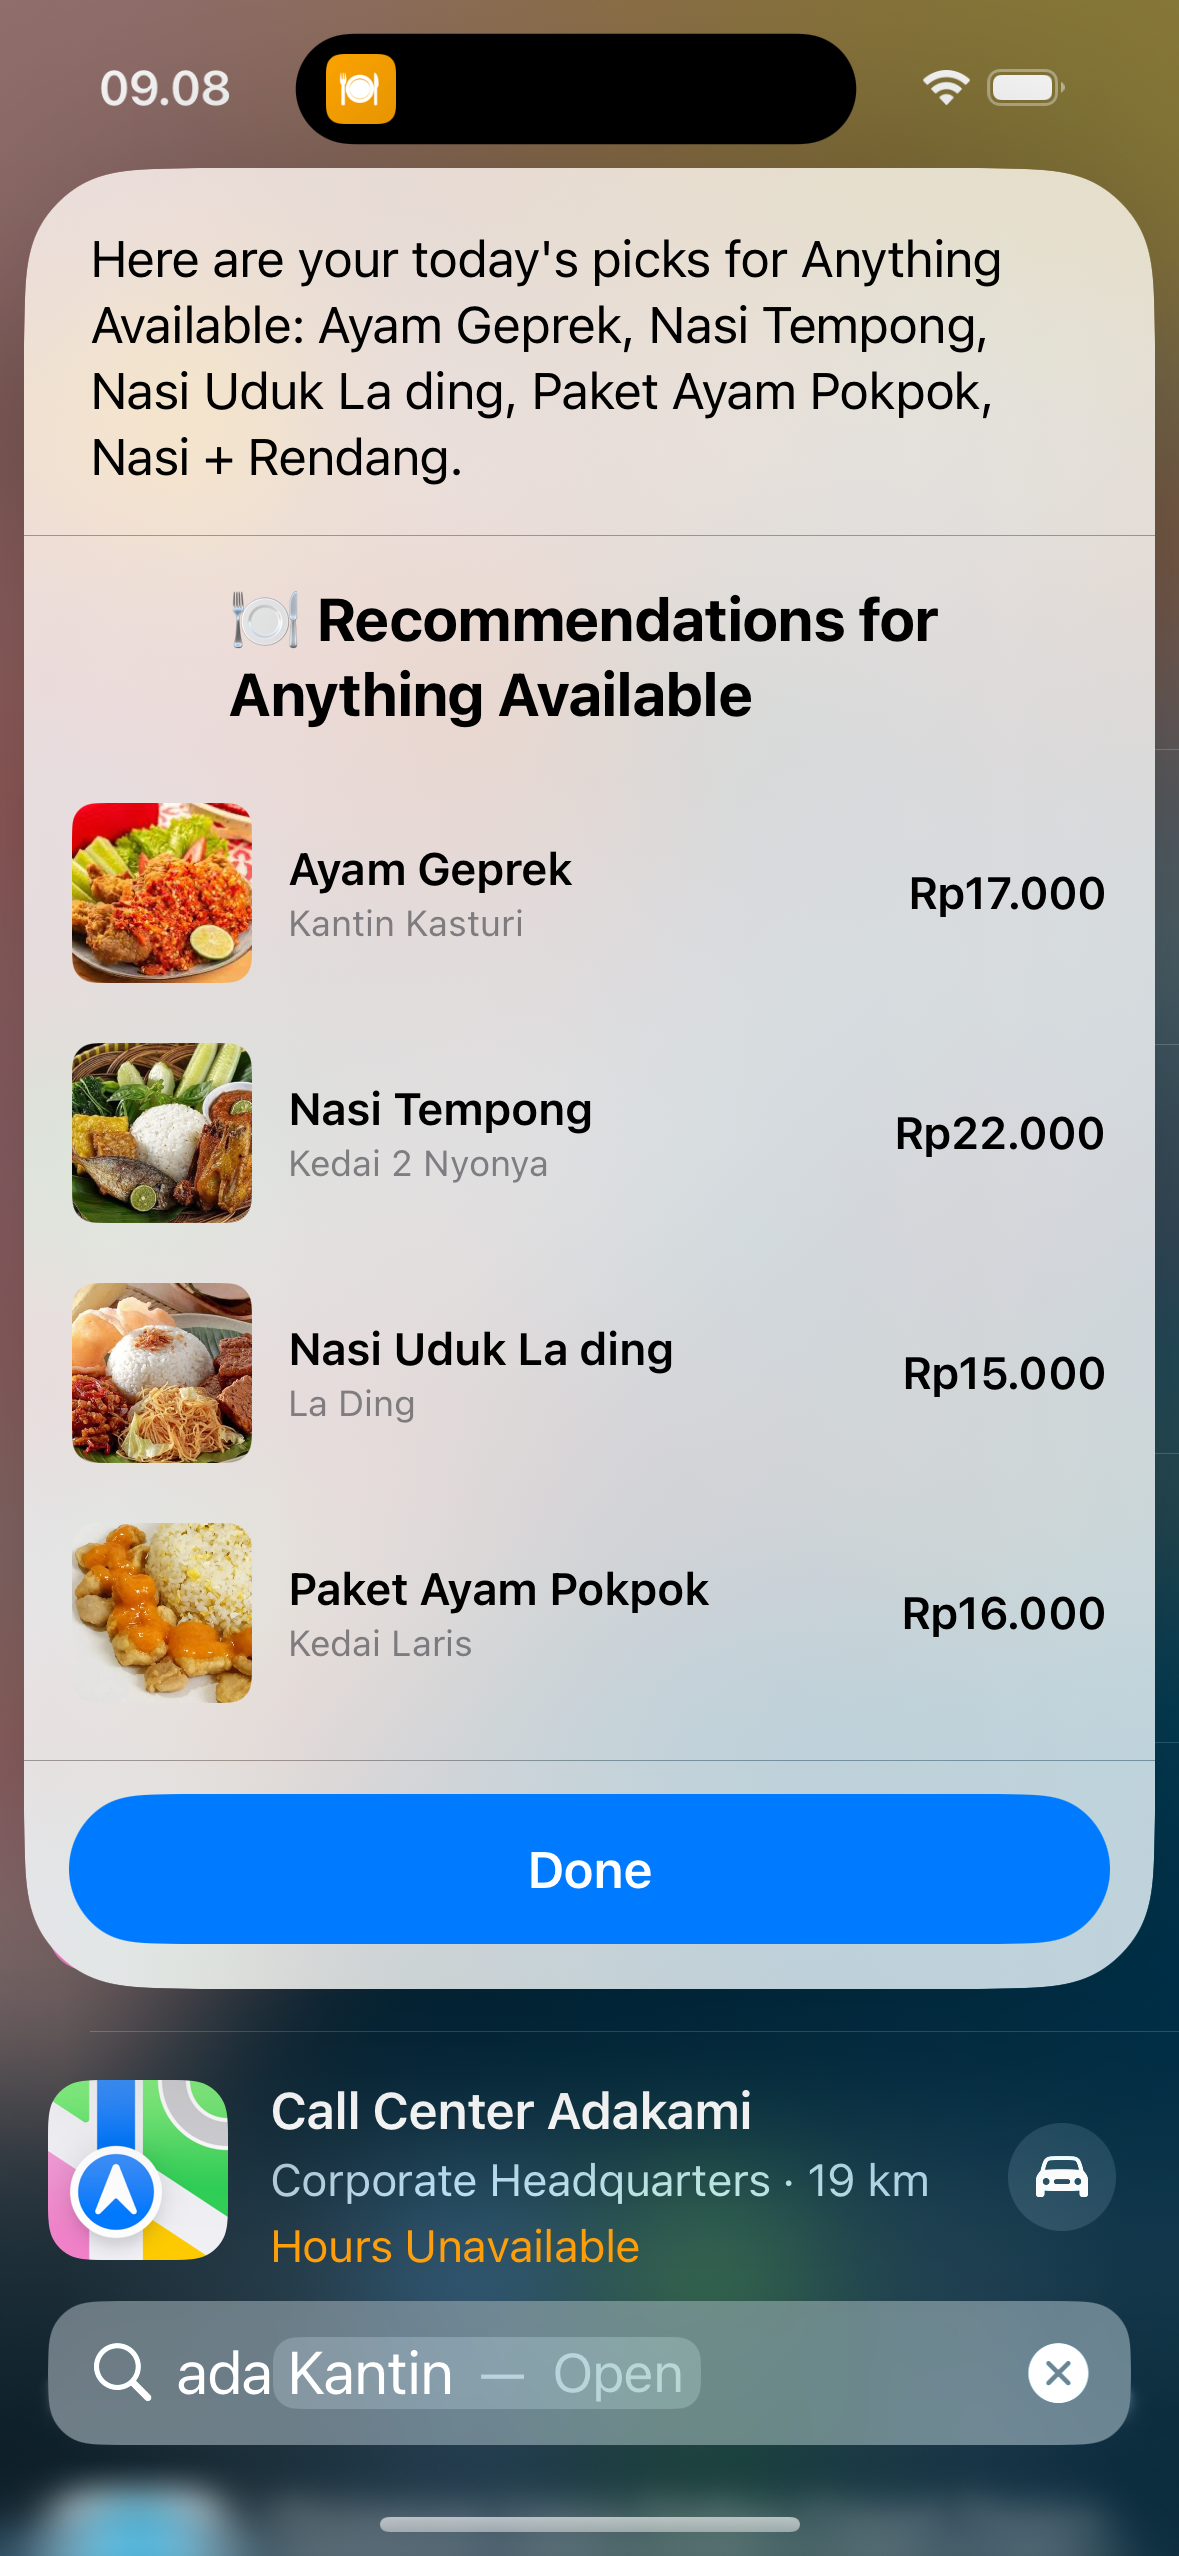 09.08
Here are your today's picks for Anything
Available: Ayam Geprek, Nasi Tempong,
Nasi Uduk La ding, Paket Ayam Pokpok,
Nasi + Rendang.
🍽️ Recommendations for
Anything Available
Ayam Geprek
Kantin Kasturi
Rp17.000
Nasi Tempong
Kedai 2 Nyonya
Rp22.000
Nasi Uduk La ding
La Ding
Rp15.000
Paket Ayam Pokpok
Kedai Laris
Rp16.000
Done
Call Center Adakami
Corporate Headquarters · 19 km
Hours Unavailable
adaKantin — Open